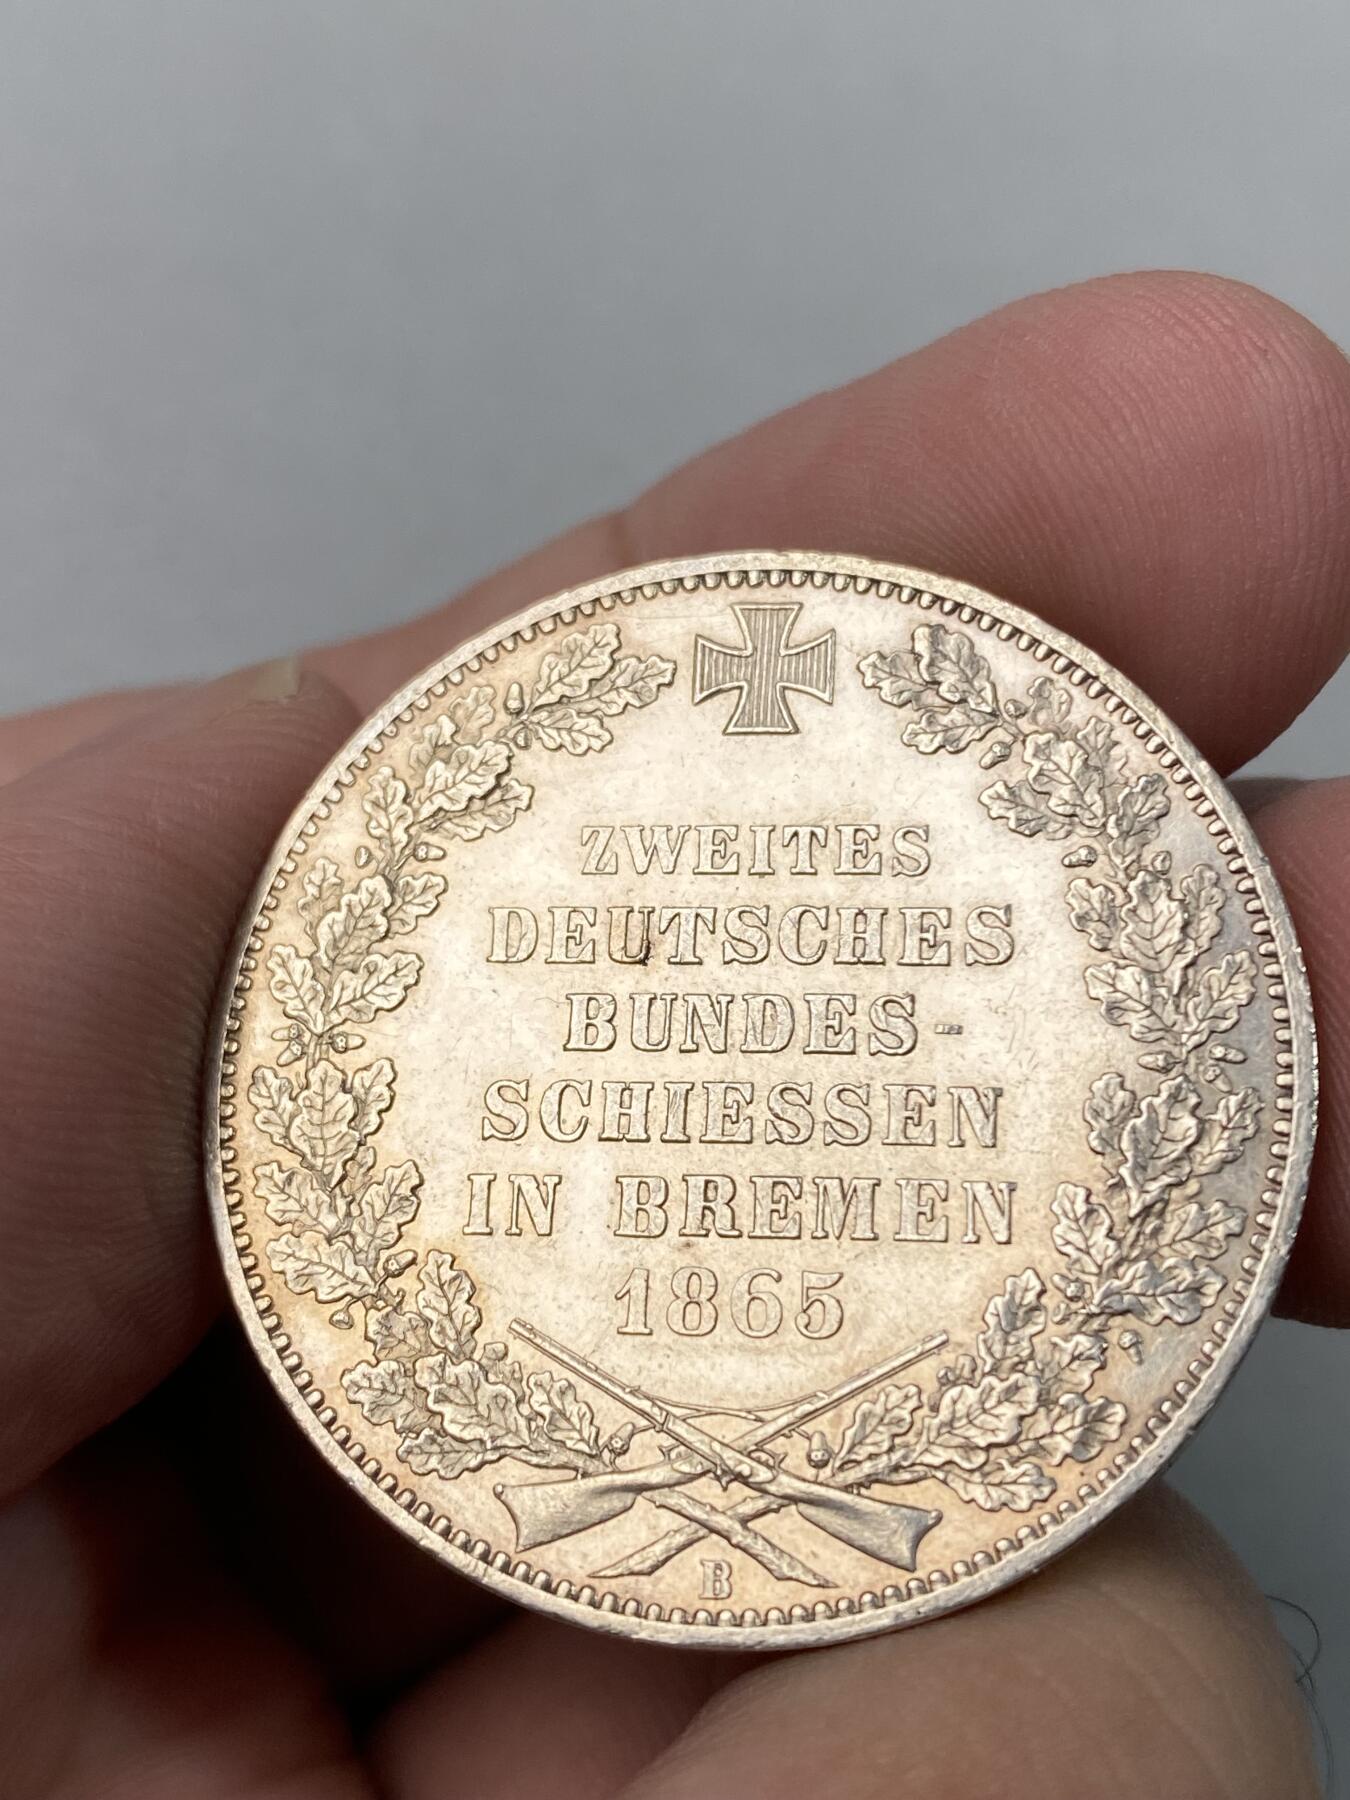 ZWEITES
DEUTSCHES
BUNDES-
SCHIESSEN
IN BREMEN
1865
B